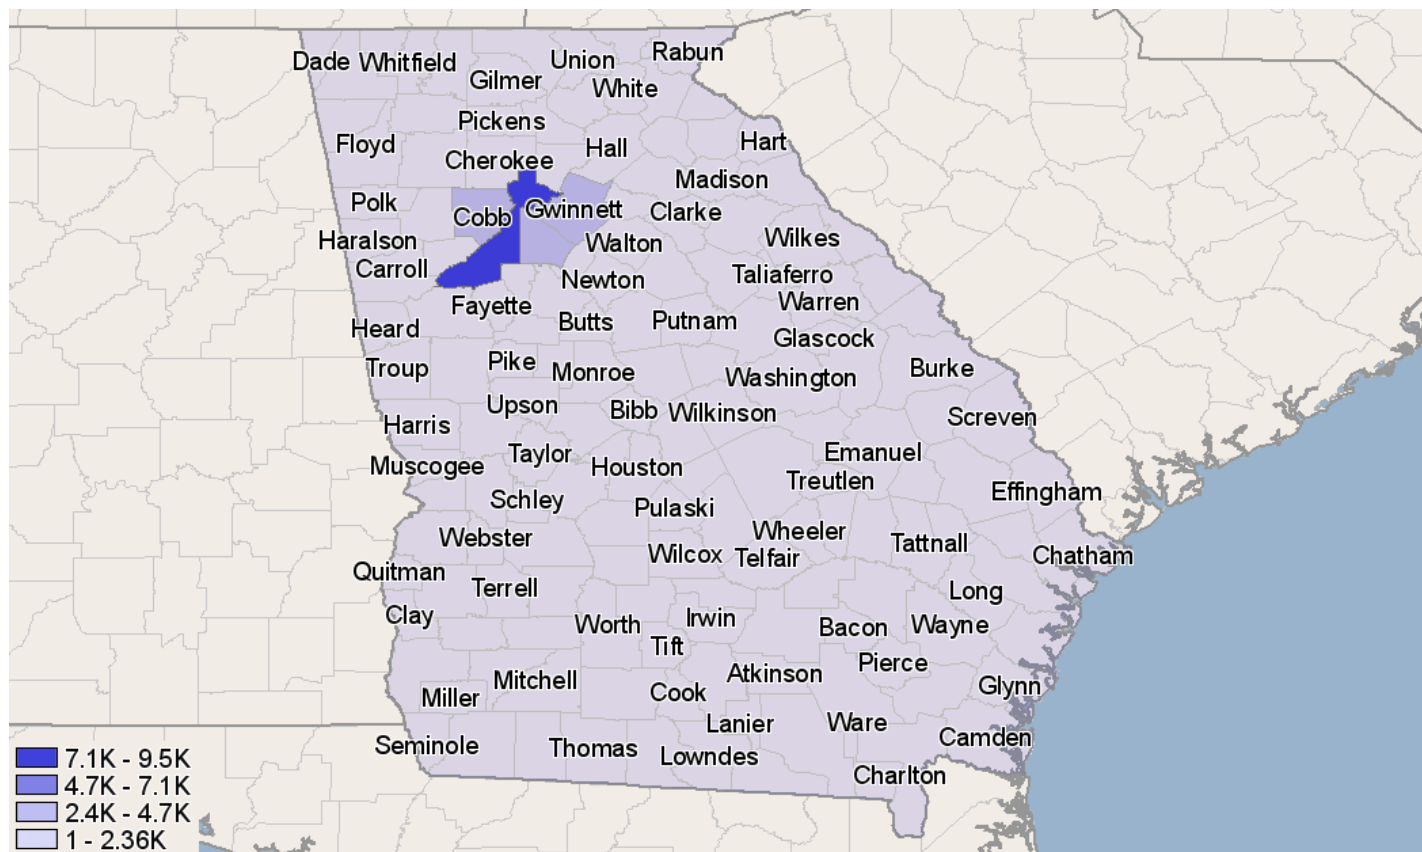 Rabun
Dade Whitfield
Union
Gilmer
White
Pickens
Floyd
Hall
Hart
Cherokee
Madison
Polk
Cobb
Gwinnett
Clarke
Haralson
Walton
Wilkes
Carroll
Newton
Taliaferro
Fayette
Warren
Heard
Butts
Putnam
Glascock
Troup
Pike
Monroe
Washington
Burke
Upson
Bibb
Wilkinson
Screven
Harris
Taylor
Emanuel
Muscogee
Houston
Treutlen
Effingham
Schley
Pulaski
Webster
Wheeler
Tattnall
Wilcox
Telfair
Chatham
Quitman
Terrell
Long
Clay
Worth
Irwin
Bacon
Wayne
Tift
Pierce
Mitchell
Atkinson
Glynn
Miller
Cook
Lanier
Ware
Camden
Seminole
Thomas
Lowndes
Charlton
7.1K - 9.5K
4.7K - 7.1K
2.4K - 4.7K
1 - 2.36K